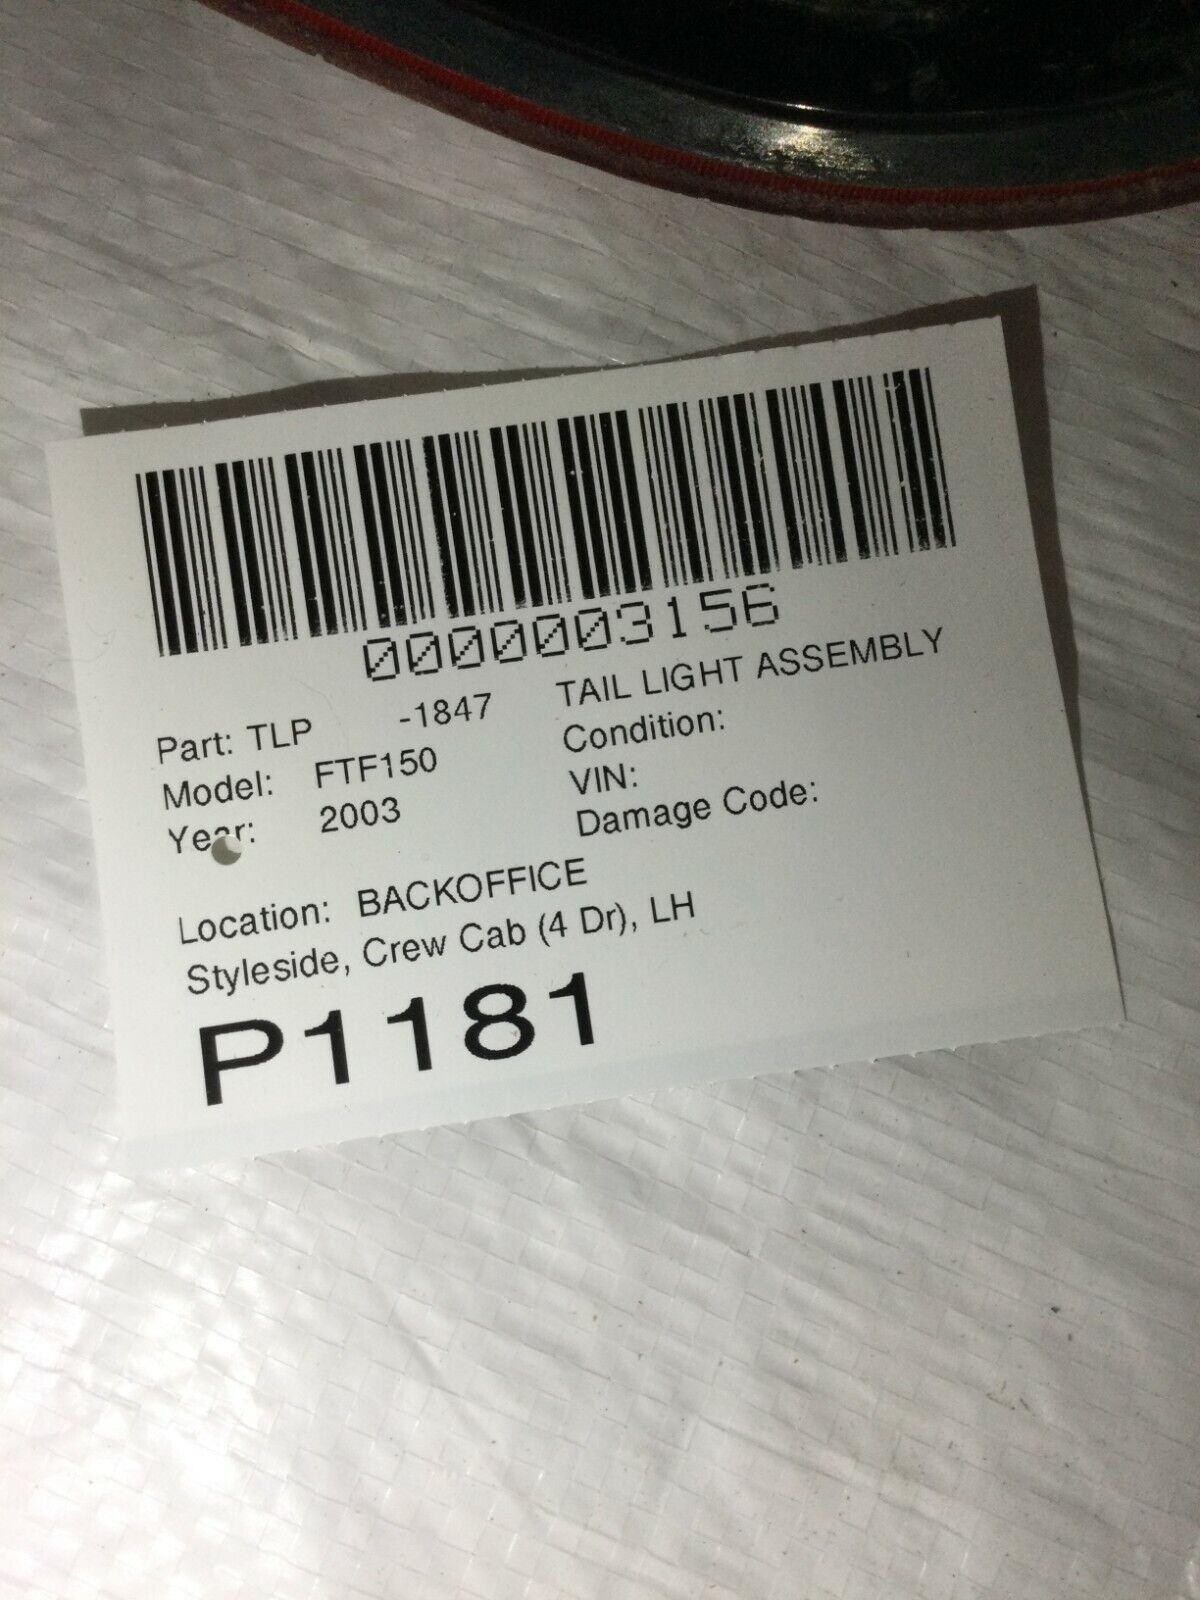 0000003156
Part: TLP -1847 TAIL LIGHT ASSEMBLY
Model: FTF150 Condition:
Year: 2003 VIN:
Damage Code:
Location: BACKOFFICE
Styleside, Crew Cab (4 Dr), LH
P1181